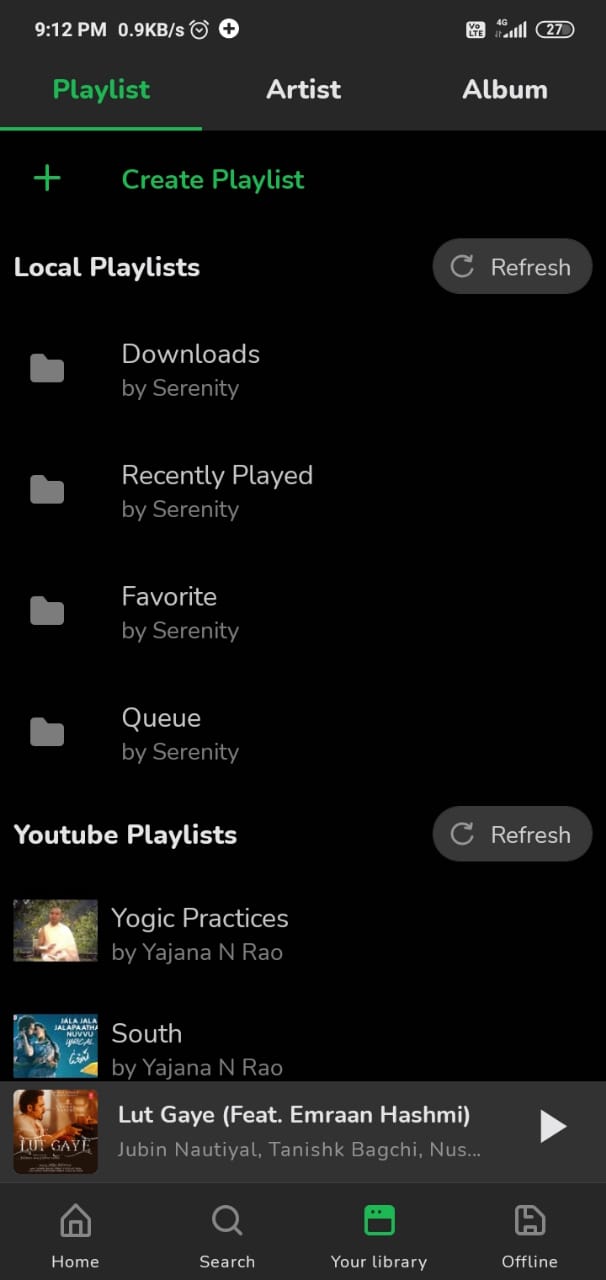 9:12 PM 0.9KB/s
Vo
LTE
4G
27
Playlist
Artist
Album
Create Playlist
Local Playlists
Refresh
Downloads
by Serenity
Recently Played
by Serenity
Favorite
by Serenity
Queue
by Serenity
Youtube Playlists
Refresh
Yogic Practices
by Yajana N Rao
JALA JALA
JALAPAATHA
NUVVU
LYRICAL
ఉప్పెన
South
by Yajana N Rao
LUT GAYE
Lut Gaye (Feat. Emraan Hashmi)
Jubin Nautiyal, Tanishk Bagchi, Nus...
Home
Search
Your library
Offline